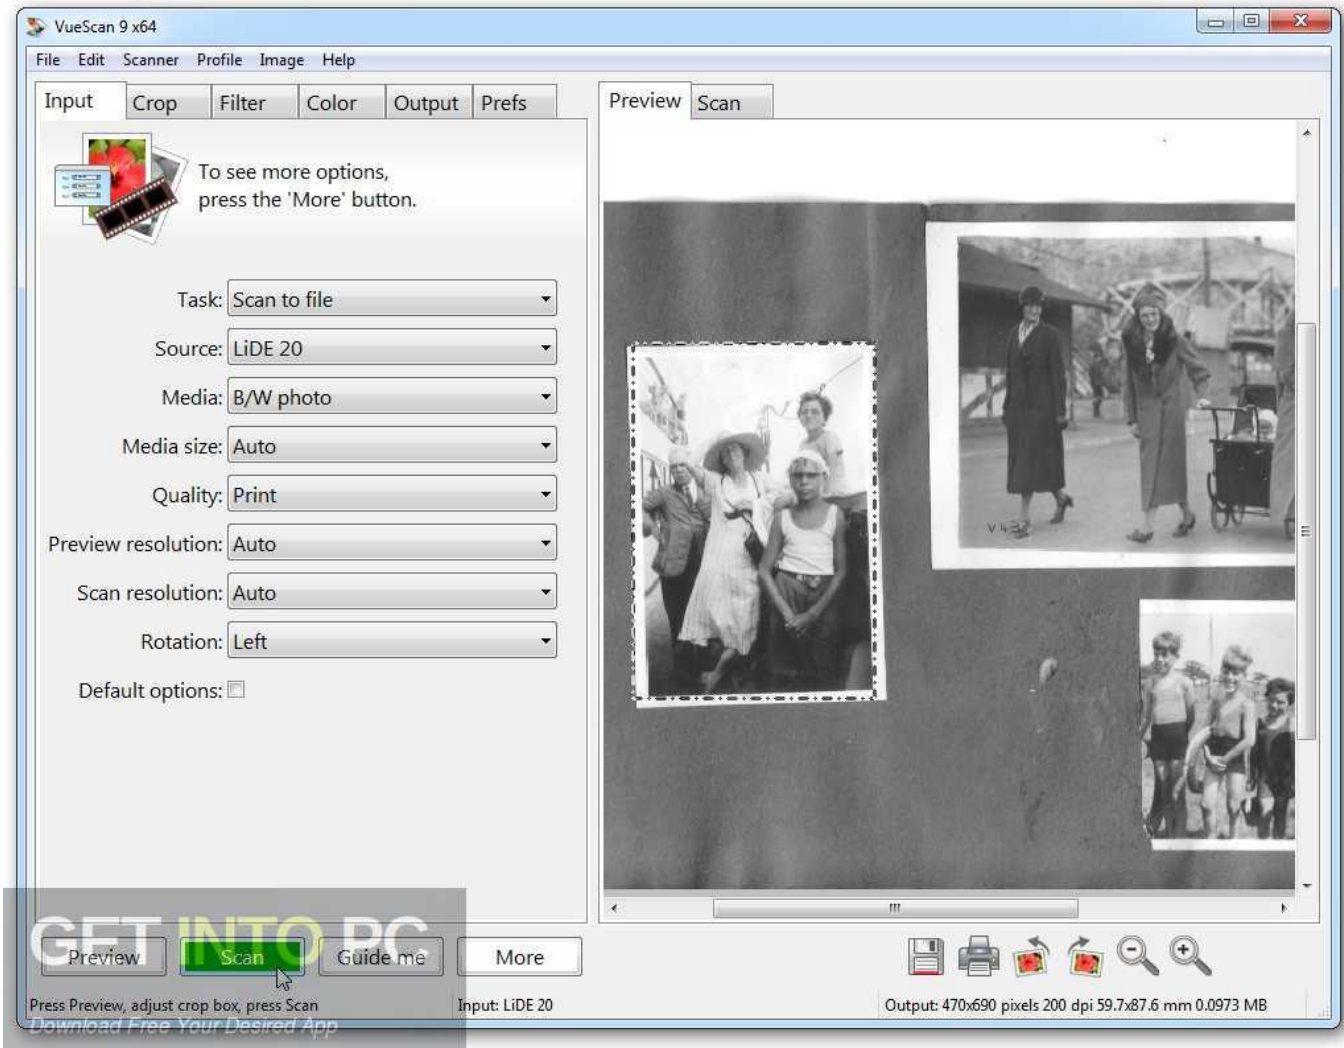 VueScan 9 x64
File Edit Scanner Profile Image Help
Input Crop Filter Color Output Prefs
To see more options,
press the 'More' button.
Task: Scan to file
Source: LiDE 20
Media: B/W photo
Media size: Auto
Quality: Print
Preview resolution: Auto
Scan resolution: Auto
Rotation: Left
Default options:
Preview Scan
GET INTO PC
Preview Scan Guide me More
Press Preview, adjust crop box, press Scan
Input: LiDE 20
Output: 470x690 pixels 200 dpi 59.7x87.6 mm 0.0973 MB
Download Free Your Desired App